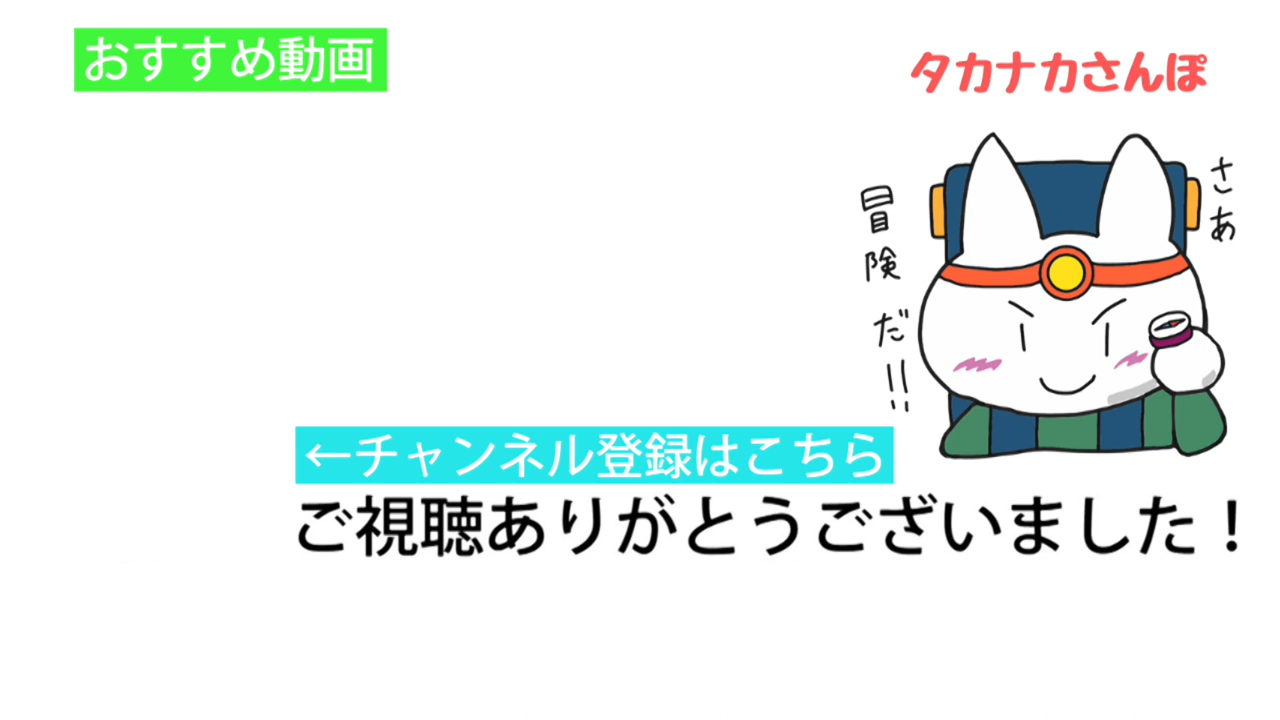 おすすめ動画
タカナカさんぽ
さあ
冒険だ!!
←チャンネル登録はこちら
ご視聴ありがとうございました！